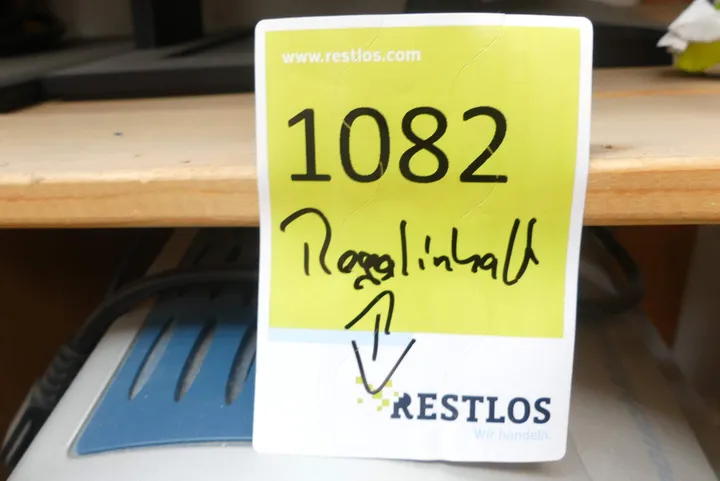 www.restlos.com
1082
Regalinhalt
RESTLOS
Wir handeln.